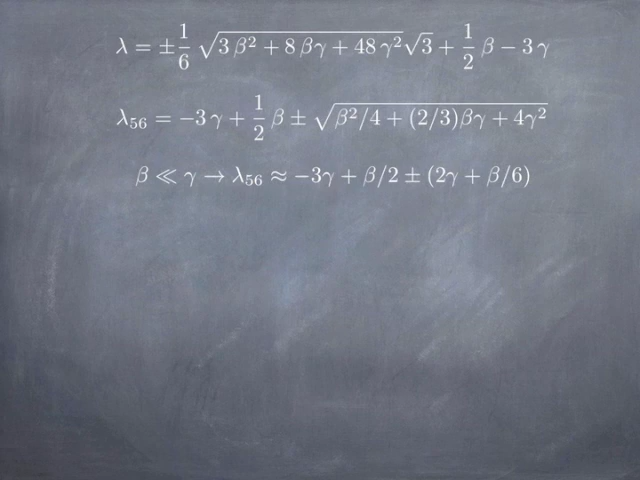 λ = ±1/6 √(3 β² + 8 βγ + 48 γ²)√3 + 1/2 β − 3 γ
λ₅₆ = −3 γ + 1/2 β ± √(β²/4 + (2/3)βγ + 4γ²)
β ≪ γ → λ₅₆ ≈ −3γ + β/2 ± (2γ + β/6)